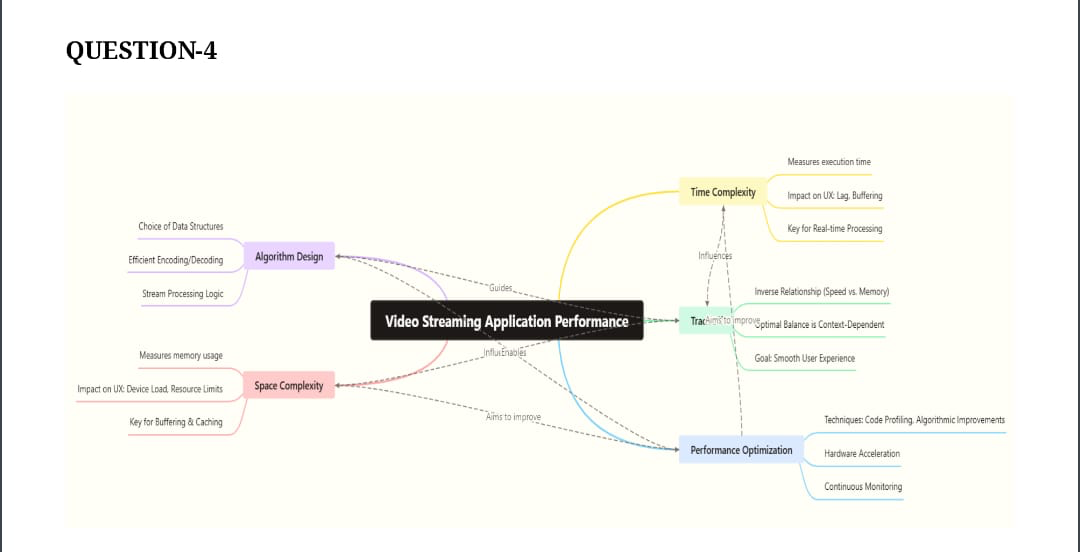 QUESTION-4
Measures execution time
Time Complexity
Impact on UX: Lag, Buffering
Key for Real-time Processing
Choice of Data Structures
Algorithm Design
Efficient Encoding/Decoding
Stream Processing Logic
Influences
Guides
Video Streaming Application Performance
Inverse Relationship (Speed vs. Memory)
Aims to improve
Optimal Balance is Context-Dependent
Goal: Smooth User Experience
Enables
Measures memory usage
Space Complexity
Impact on UX: Device Load, Resource Limits
Key for Buffering & Caching
Aims to improve
Techniques: Code Profiling, Algorithmic Improvements
Performance Optimization
Hardware Acceleration
Continuous Monitoring